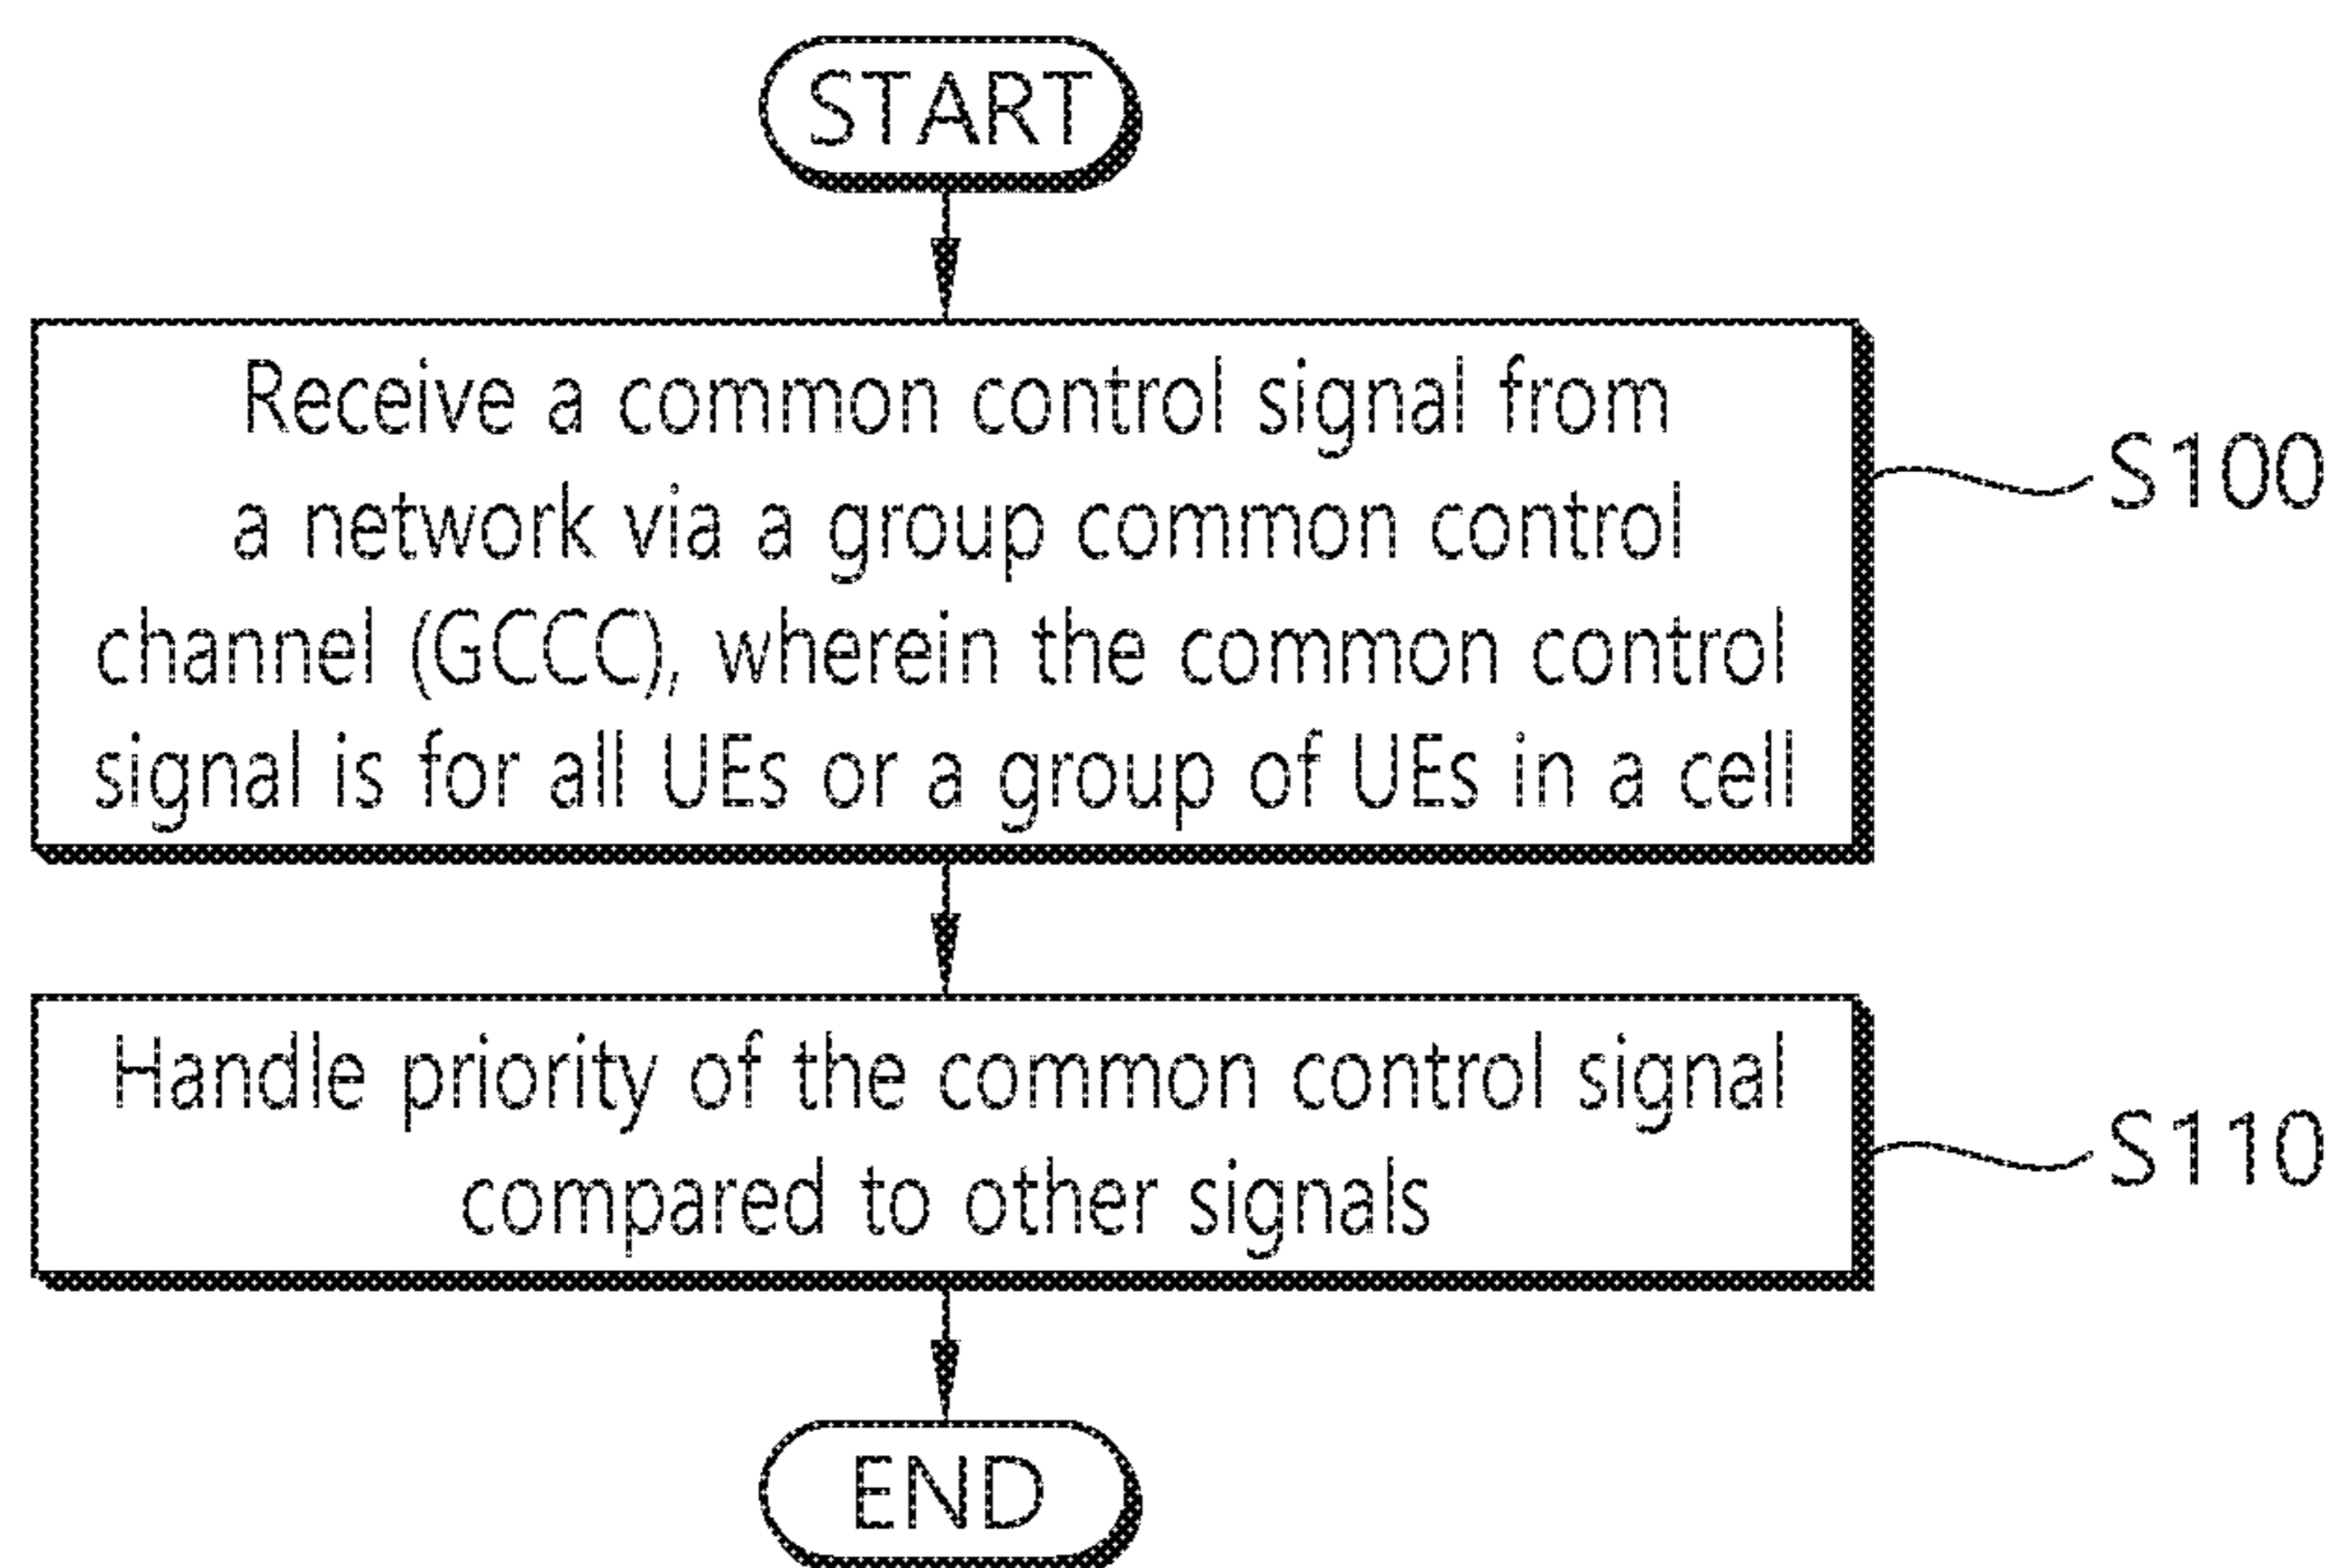 START
Receive a common control signal from
a network via a group common control
channel (GCCC), wherein the common control
signal is for all UEs or a group of UEs in a cell
S100
Handle priority of the common control signal
compared to other signals
S110
END